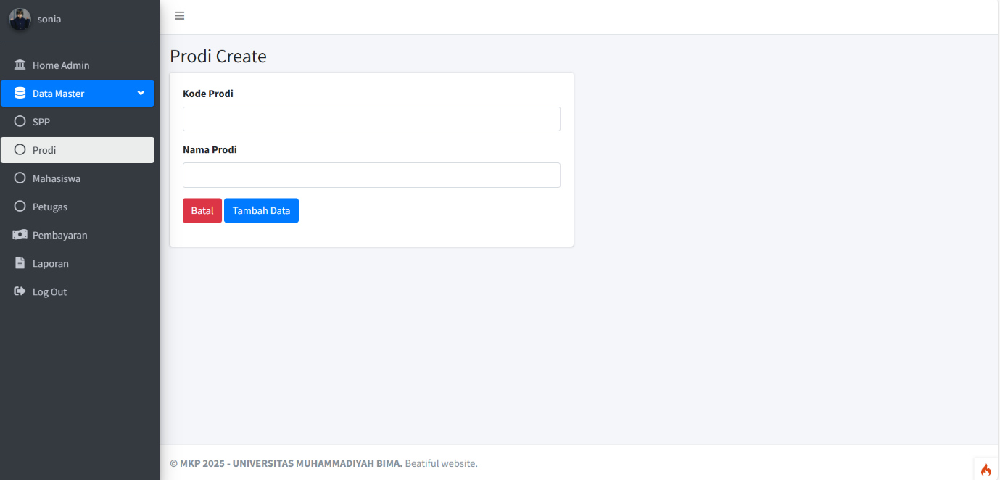 sonia
Home Admin
Data Master
SPP
Prodi
Mahasiswa
Petugas
Pembayaran
Laporan
Log Out
Prodi Create
Kode Prodi
Nama Prodi
Batal Tambah Data
© MKP 2025 - UNIVERSITAS MUHAMMADIYAH BIMA. Beatiful website.